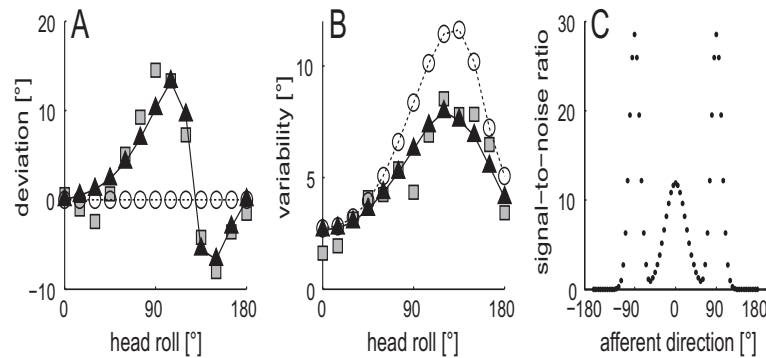 A
deviation [°]
20
10
0
−10
0
90
180
head roll [°]
B
variability [°]
10
5
0
0
90
180
head roll [°]
C
signal−to−noise ratio
30
20
10
0
−180
−90
0
90
180
afferent direction [°]